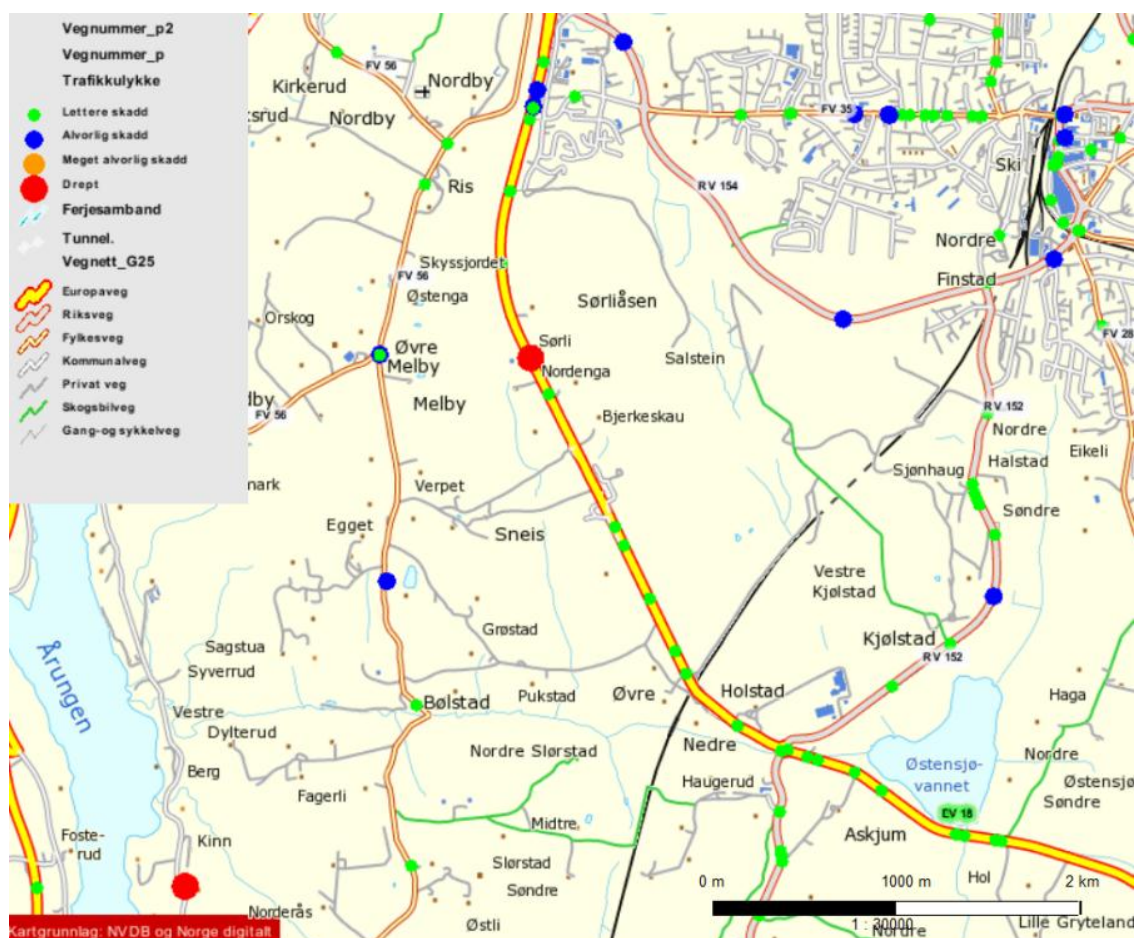 Vegnummer_p2
Vegnummer_p
Trafikkulykke
Lettere skadd
Alvorlig skadd
Meget alvorlig skadd
Drept
Ferjesamband
Tunnel.
Vegnett_G25
Europaveg
Riksveg
Fylkesveg
Kommunalveg
Privat veg
Skogsbilveg
Gang-og sykkelveg
FV 56
Kirkerud
Nordby
ksrud
Nordby
FV 35
Ski
Ris
RV 154
Nordre
Skyssjordet
FV 56
Finstad
Østenga
Sørliåsen
Orskog
FV 28
Sørli
Øvre
Melby
Salstein
Nordenga
dby
Melby
RV 152
FV 56
Bjerkeskau
Nordre
Eikeli
Halstad
Sjønhaug
mark
Verpet
Søndre
Egget
Sneis
Vestre
Kjølstad
Grøstad
Kjølstad
Sagstua
RV 152
Syverrud
Årungen
Pukstad
Øvre
Holstad
Haga
Bølstad
Vestre
Dylterud
Nedre
Nordre Slørstad
Nordre
Østensjø-
vannet
Berg
Haugerud
Østensjø
Fagerli
Søndre
EV 18
Midtre
Askjum
Foste-
rud
Kinn
Slørstad
Hol
Søndre
0 m
1000 m
2 km
Norderås
Østli
1 : 30000
Nordre
Lille Gryteland
Kartgrunnlag: NVDB og Norge digitalt